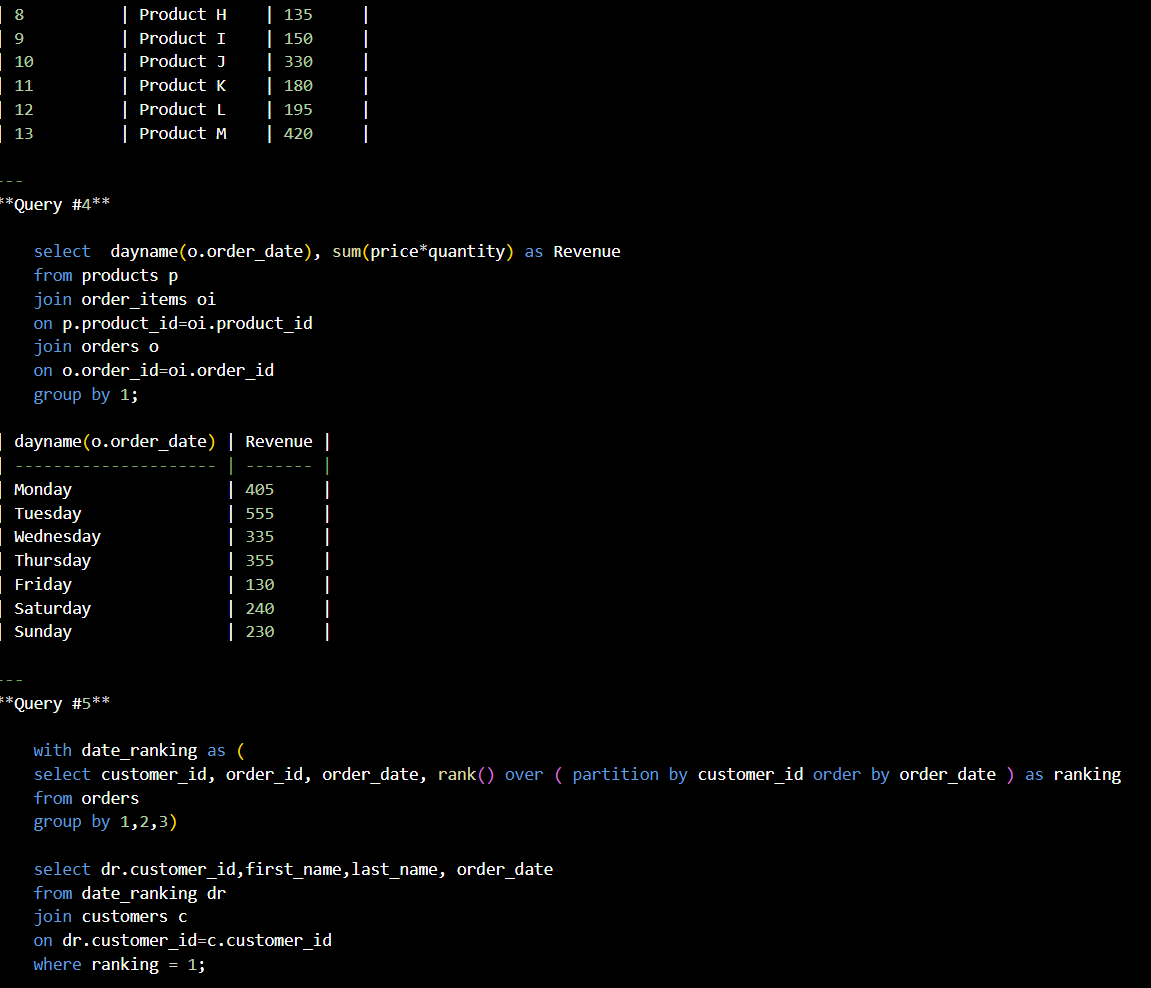 | 8 | Product H | 135 |
| 9 | Product I | 150 |
| 10 | Product J | 330 |
| 11 | Product K | 180 |
| 12 | Product L | 195 |
| 13 | Product M | 420 |
---
**Query #4**
select  dayname(o.order_date), sum(price*quantity) as Revenue
from products p
join order_items oi
on p.product_id=oi.product_id
join orders o
on o.order_id=oi.order_id
group by 1;
| dayname(o.order_date) | Revenue |
| --------------------- | ------- |
| Monday | 405 |
| Tuesday | 555 |
| Wednesday | 335 |
| Thursday | 355 |
| Friday | 130 |
| Saturday | 240 |
| Sunday | 230 |
---
**Query #5**
with date_ranking as (
select customer_id, order_id, order_date, rank() over ( partition by customer_id order by order_date ) as ranking
from orders
group by 1,2,3)
select dr.customer_id,first_name,last_name, order_date
from date_ranking dr
join customers c
on dr.customer_id=c.customer_id
where ranking = 1;